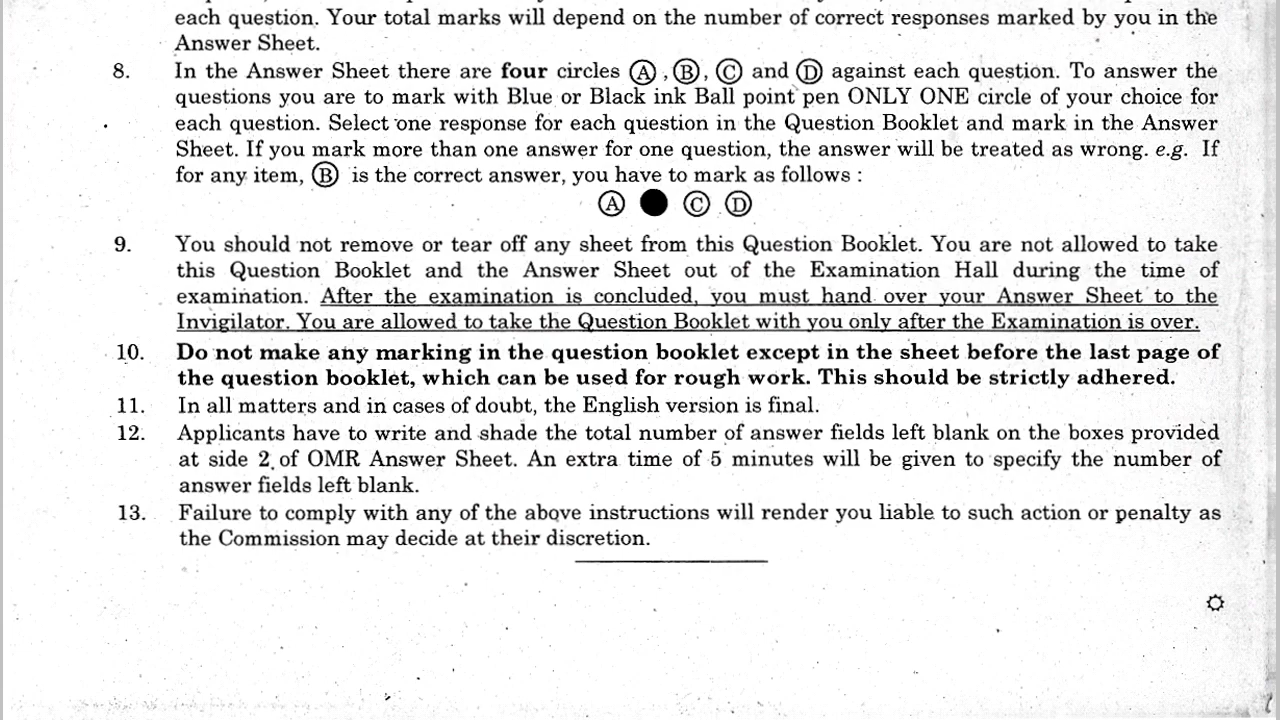 each question. Your total marks will depend on the number of correct responses marked by you in the
Answer Sheet.
8. In the Answer Sheet there are four circles Ⓐ, Ⓑ, Ⓒ and Ⓓ against each question. To answer the
questions you are to mark with Blue or Black ink Ball point pen ONLY ONE circle of your choice for
each question. Select one response for each question in the Question Booklet and mark in the Answer
Sheet. If you mark more than one answer for one question, the answer will be treated as wrong. e.g. If
for any item, Ⓑ is the correct answer, you have to mark as follows :
Ⓐ ● Ⓒ Ⓓ
9. You should not remove or tear off any sheet from this Question Booklet. You are not allowed to take
this Question Booklet and the Answer Sheet out of the Examination Hall during the time of
examination. After the examination is concluded, you must hand over your Answer Sheet to the
Invigilator. You are allowed to take the Question Booklet with you only after the Examination is over.
10. Do not make any marking in the question booklet except in the sheet before the last page of
the question booklet, which can be used for rough work. This should be strictly adhered.
11. In all matters and in cases of doubt, the English version is final.
12. Applicants have to write and shade the total number of answer fields left blank on the boxes provided
at side 2 of OMR Answer Sheet. An extra time of 5 minutes will be given to specify the number of
answer fields left blank.
13. Failure to comply with any of the above instructions will render you liable to such action or penalty as
the Commission may decide at their discretion.